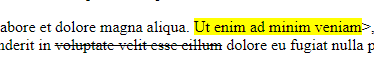 abore et dolore magna aliqua. Ut enim ad minim veniam>,
nderit in voluptate velit esse cillum dolore eu fugiat nulla p